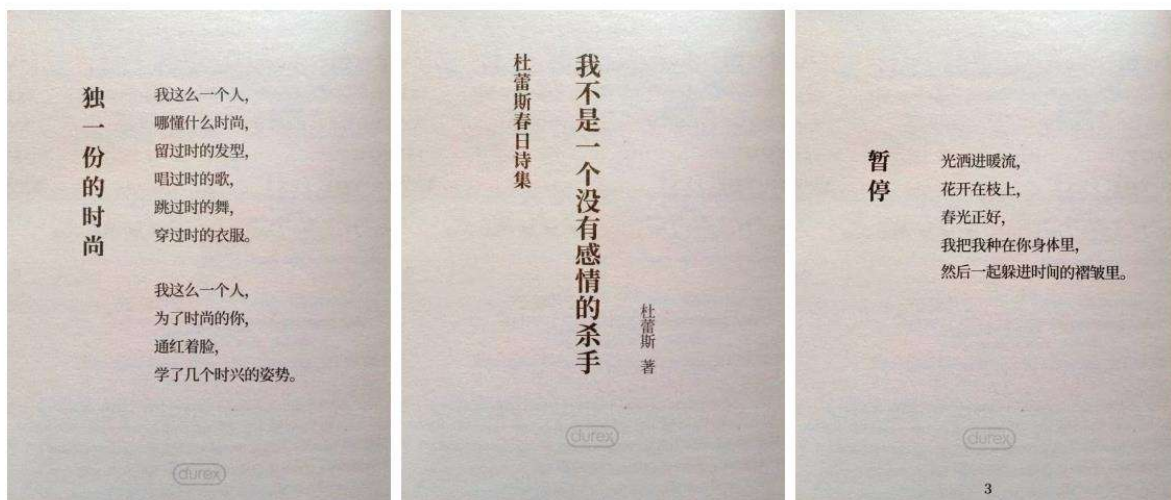 独一份的时尚
我这么一个人，
哪懂什么时尚，
留过时的发型，
唱过时的歌，
跳过时的舞，
穿过时的衣服。
我这么一个人，
为了时尚的你，
通红着脸，
学了几个时兴的姿势。
durex
我不是一个没有感情的杀手
杜蕾斯春日诗集
杜蕾斯 著
durex
暂停
光洒进暖流，
花开在枝上，
春光正好，
我把我种在你身体里，
然后一起躲进时间的褶皱里。
durex
3